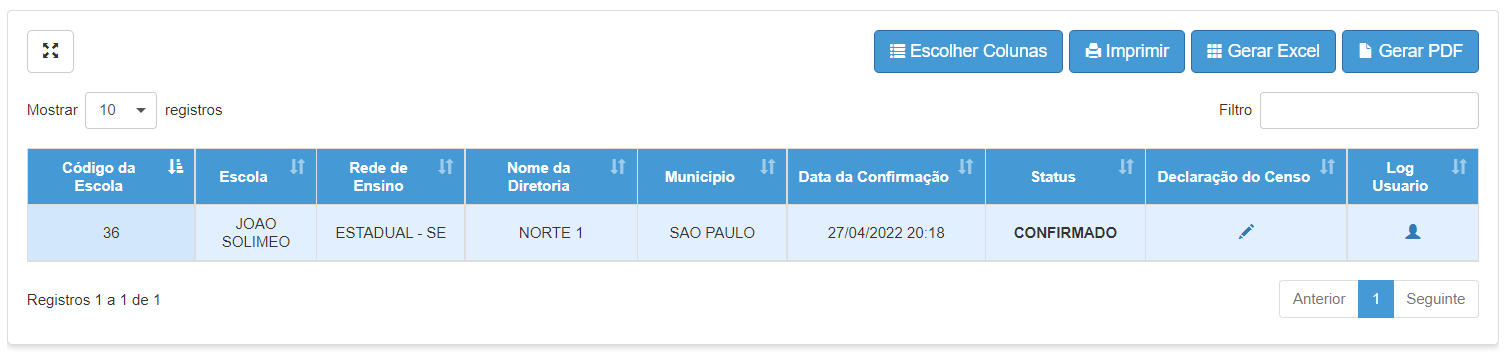 Escolher Colunas Imprimir Gerar Excel Gerar PDF
Mostrar 10 registros Filtro
Código da Escola Escola Rede de Ensino Nome da Diretoria Município Data da Confirmação Status Declaração do Censo Log Usuario
36 JOAO SOLIMEO ESTADUAL - SE NORTE 1 SAO PAULO 27/04/2022 20:18 CONFIRMADO
Registros 1 a 1 de 1 Anterior 1 Seguinte